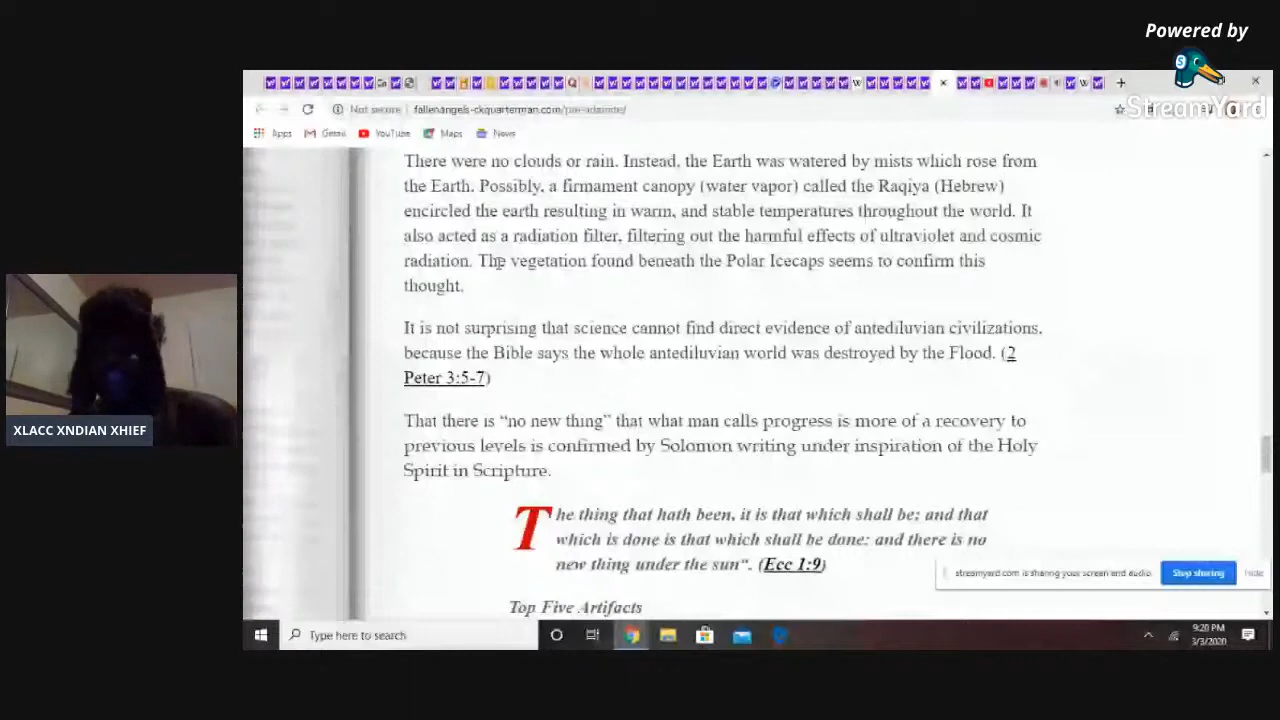 Powered by
StreamYard
Not secure
fallenangels-ckquarterman.com/pre-adamite/
Apps
Gmail
YouTube
Maps
News
There were no clouds or rain. Instead, the Earth was watered by mists which rose from
the Earth. Possibly, a firmament canopy (water vapor) called the Raqiya (Hebrew)
encircled the earth resulting in warm, and stable temperatures throughout the world. It
also acted as a radiation filter, filtering out the harmful effects of ultraviolet and cosmic
radiation. The vegetation found beneath the Polar Icecaps seems to confirm this
thought.
It is not surprising that science cannot find direct evidence of antediluvian civilizations,
because the Bible says the whole antediluvian world was destroyed by the Flood. (2
Peter 3:5-7)
XLACC XNDIAN XHIEF
That there is “no new thing” that what man calls progress is more of a recovery to
previous levels is confirmed by Solomon writing under inspiration of the Holy
Spirit in Scripture.
The thing that hath been, it is that which shall be; and that
which is done is that which shall be done: and there is no
new thing under the sun“. (Ecc 1:9)
streamyard.com is sharing your screen and audio.
Stop sharing
Hide
Top Five Artifacts
Type here to search
9:20 PM
3/3/2020